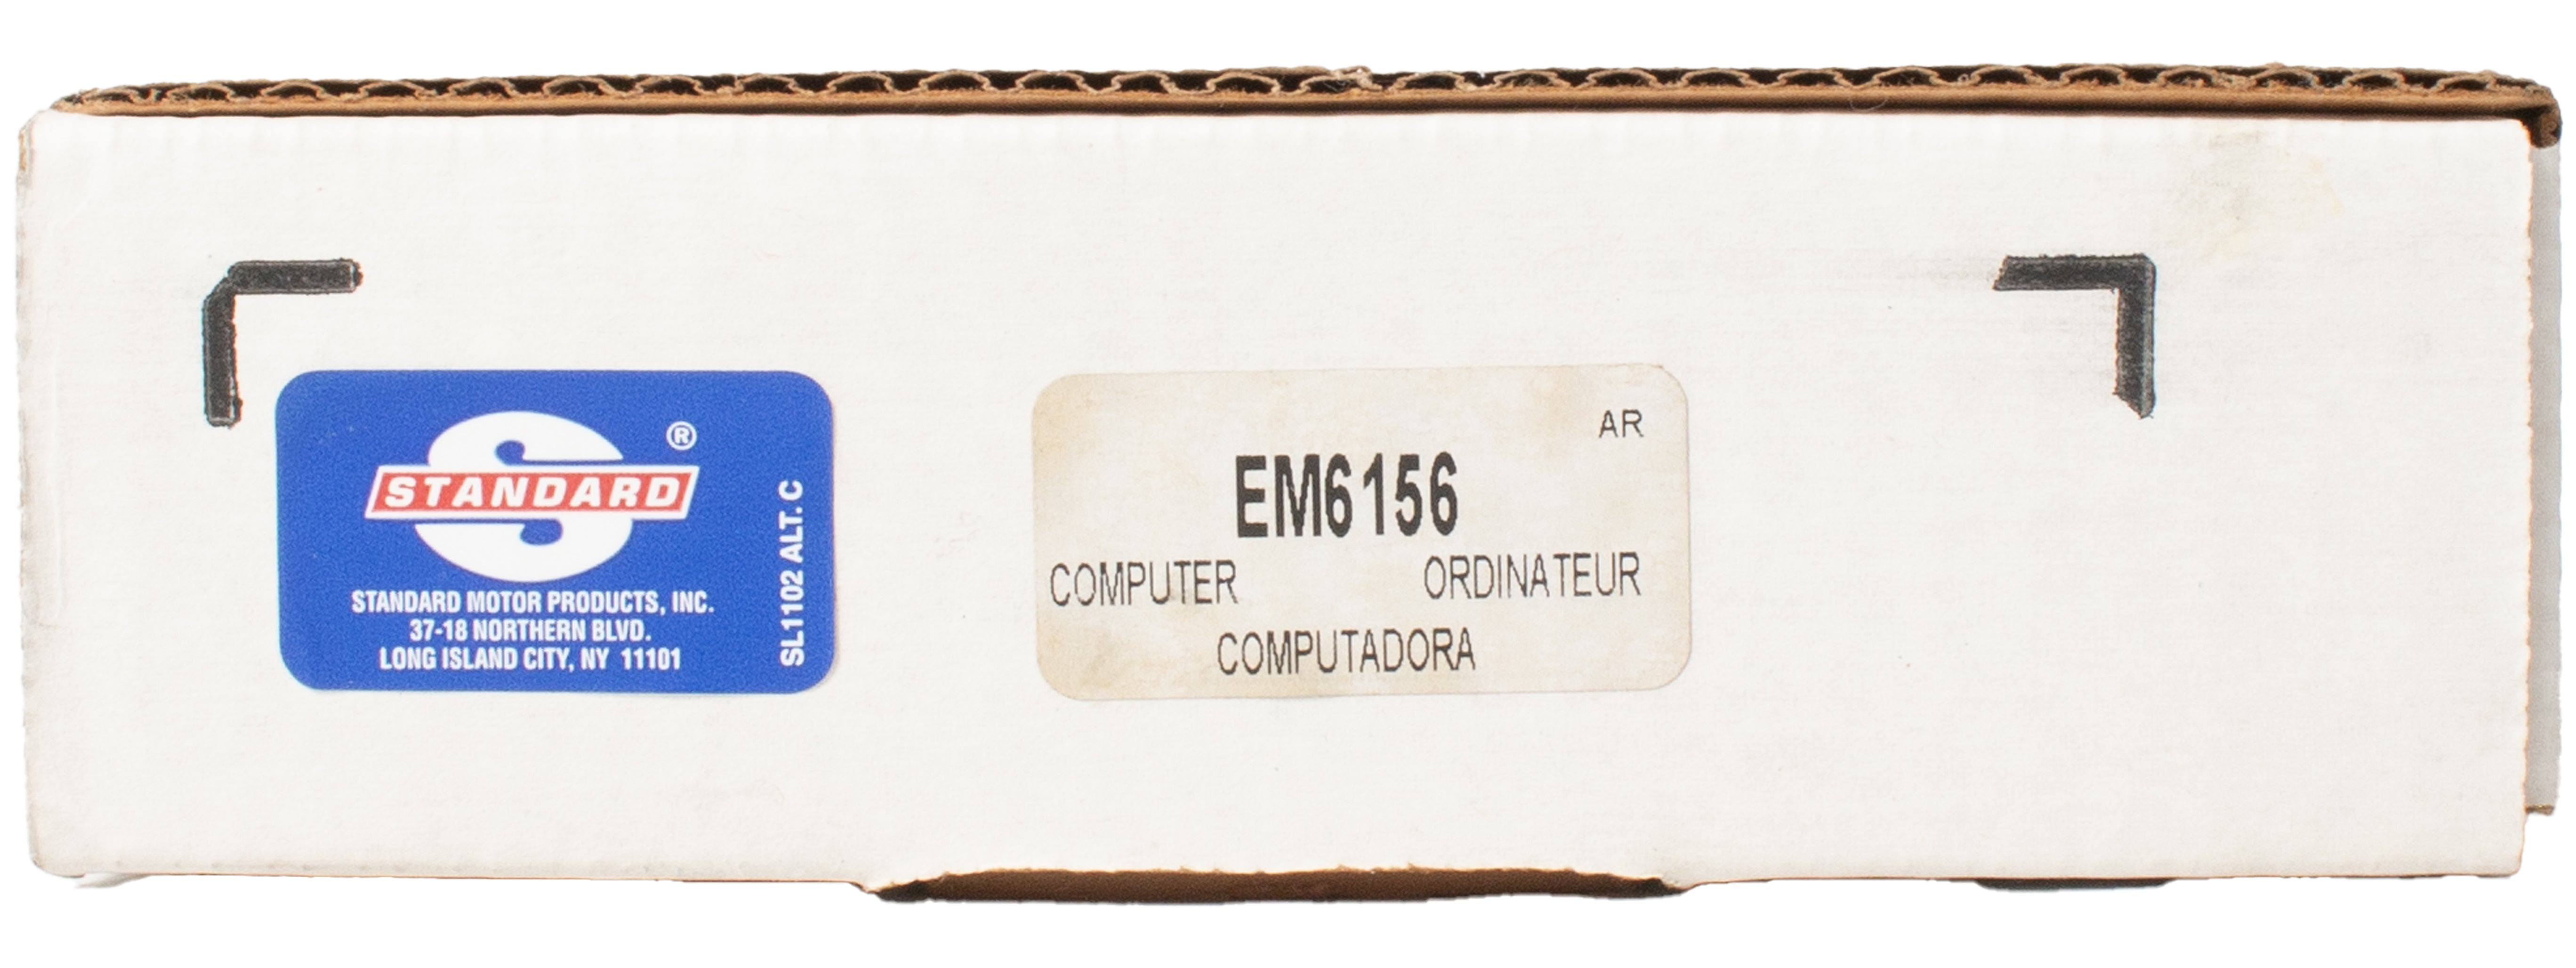 STANDARD
®
STANDARD MOTOR PRODUCTS, INC.
37-18 NORTHERN BLVD.
LONG ISLAND CITY, NY 11101
SL1102 ALT. C
AR
EM6156
COMPUTER ORDINATEUR
COMPUTADORA